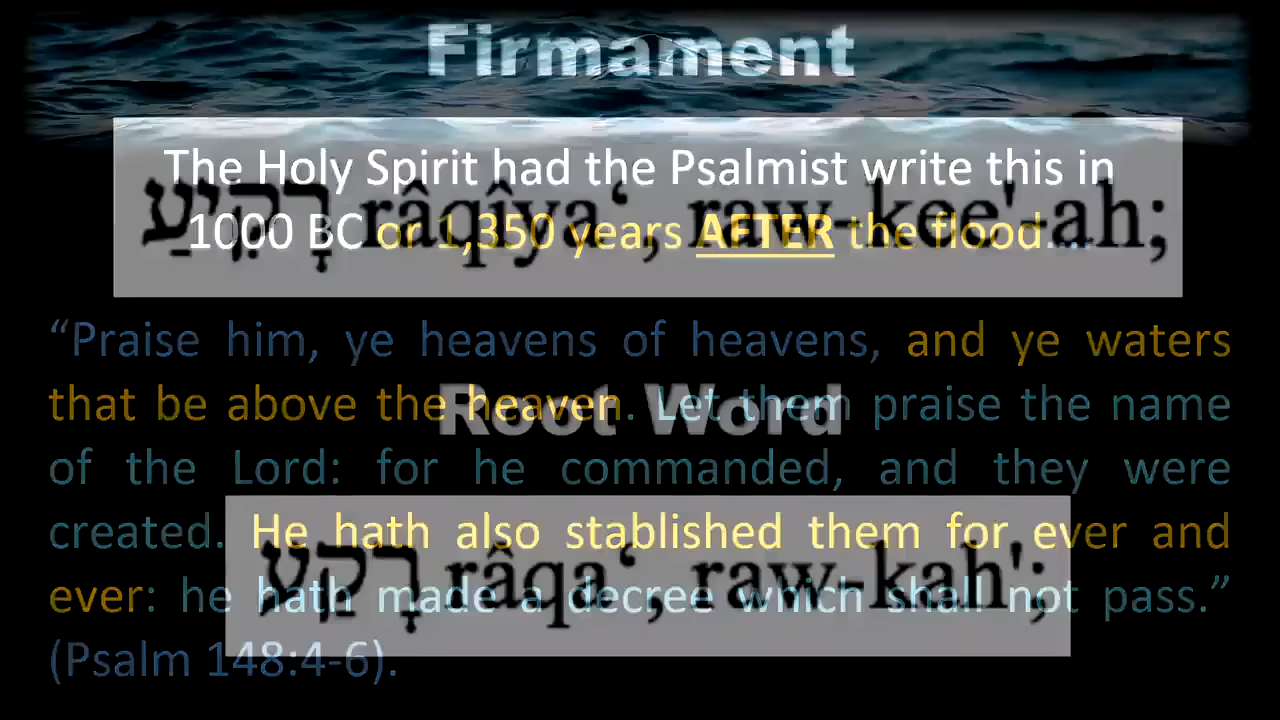 Firmament
The Holy Spirit had the Psalmist write this in
1000 BC or 1,350 years AFTER the flood....
רָקִיעַ râqîya‘, raw-kee'-ah;
“Praise him, ye heavens of heavens, and ye waters
that be above the heaven. Let them praise the name
Root Word
of the Lord: for he commanded, and they were
created. He hath also stablished them for ever and
רָקַע râqa‘, raw-kah';
ever: he hath made a decree which shall not pass.”
(Psalm 148:4-6).